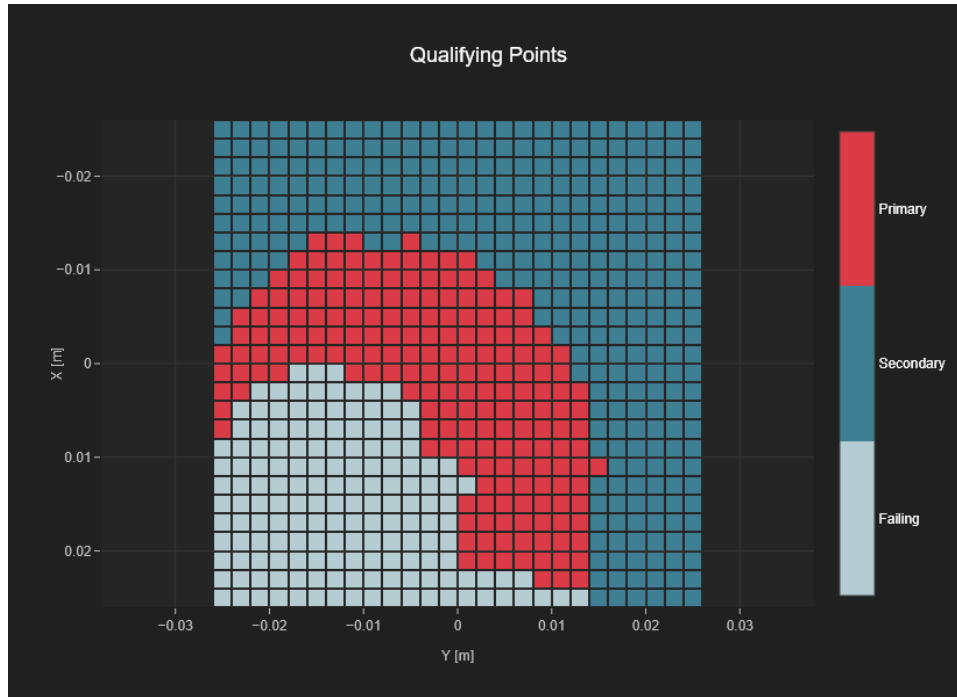 Qualifying Points
−0.02
−0.01
0
0.01
0.02
X [m]
−0.03
−0.02
−0.01
0
0.01
0.02
0.03
Y [m]
Primary
Secondary
Failing